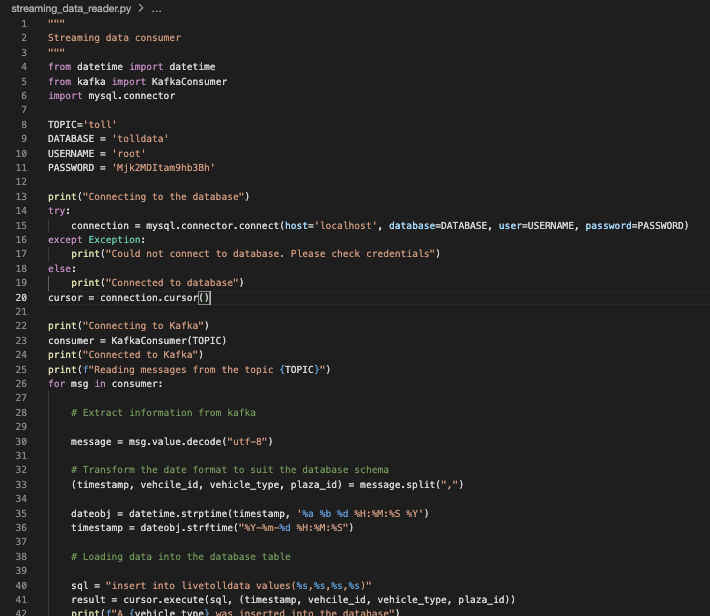 streaming_data_reader.py > ...
1 """
2 Streaming data consumer
3 """
4 from datetime import datetime
5 from kafka import KafkaConsumer
6 import mysql.connector
7
8 TOPIC='toll'
9 DATABASE = 'tolldata'
10 USERNAME = 'root'
11 PASSWORD = 'Mjk2MDItam9hb3Bh'
12
13 print("Connecting to the database")
14 try:
15     connection = mysql.connector.connect(host='localhost', database=DATABASE, user=USERNAME, password=PASSWORD)
16 except Exception:
17     print("Could not connect to database. Please check credentials")
18 else:
19     print("Connected to database")
20 cursor = connection.cursor()
21
22 print("Connecting to Kafka")
23 consumer = KafkaConsumer(TOPIC)
24 print("Connected to Kafka")
25 print(f"Reading messages from the topic {TOPIC}")
26 for msg in consumer:
27
28     # Extract information from kafka
29
30     message = msg.value.decode("utf-8")
31
32     # Transform the date format to suit the database schema
33     (timestamp, vehcile_id, vehicle_type, plaza_id) = message.split(",")
34
35     dateobj = datetime.strptime(timestamp, '%a %b %d %H:%M:%S %Y')
36     timestamp = dateobj.strftime("%Y-%m-%d %H:%M:%S")
37
38     # Loading data into the database table
39
40     sql = "insert into livetolldata values(%s,%s,%s,%s)"
41     result = cursor.execute(sql, (timestamp, vehcile_id, vehicle_type, plaza_id))
42     print(f"A {vehicle_type} was inserted into the database")